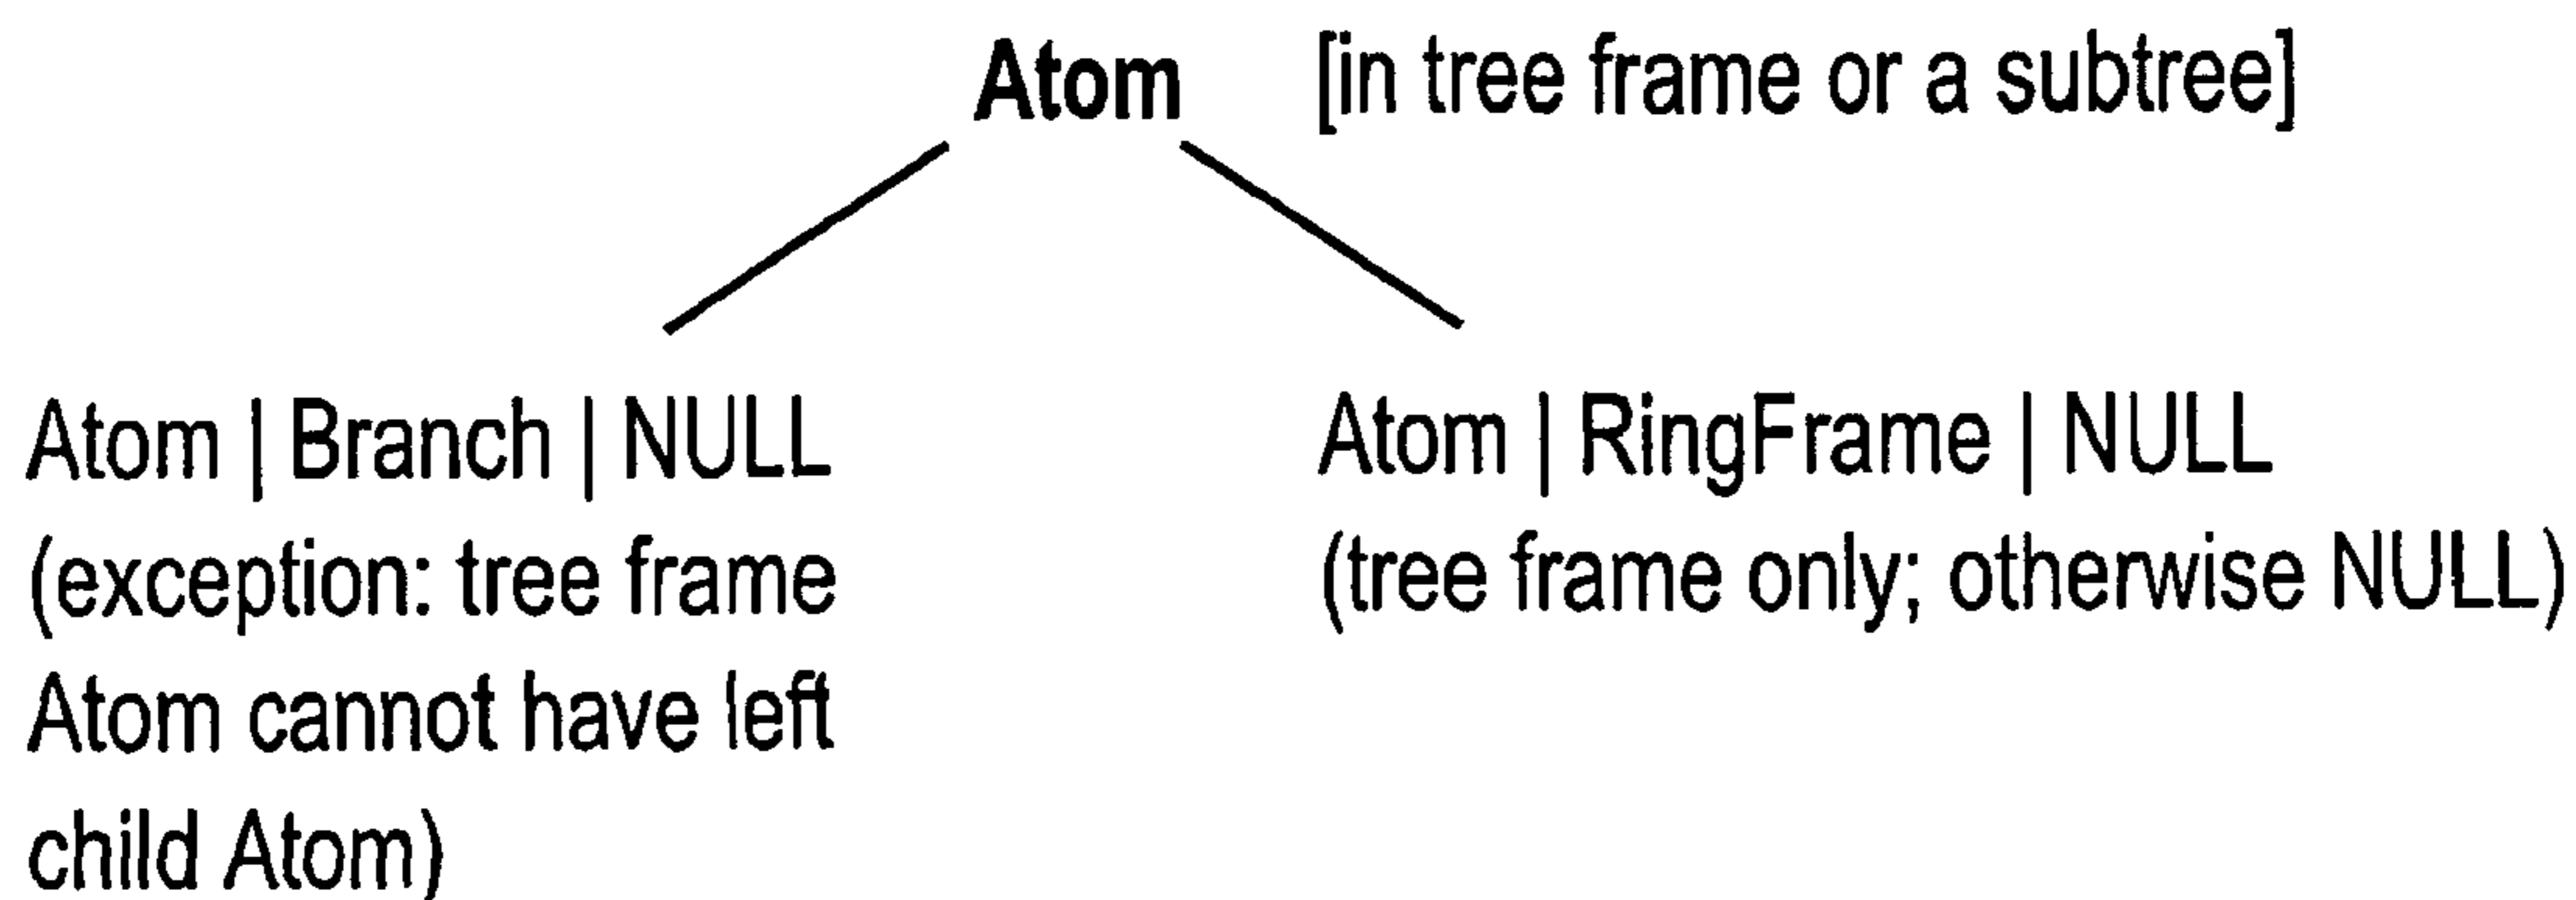 Atom [in tree frame or a subtree]
Atom | Branch | NULL
(exception: tree frame
Atom cannot have left
child Atom)
Atom | RingFrame | NULL
(tree frame only; otherwise NULL)